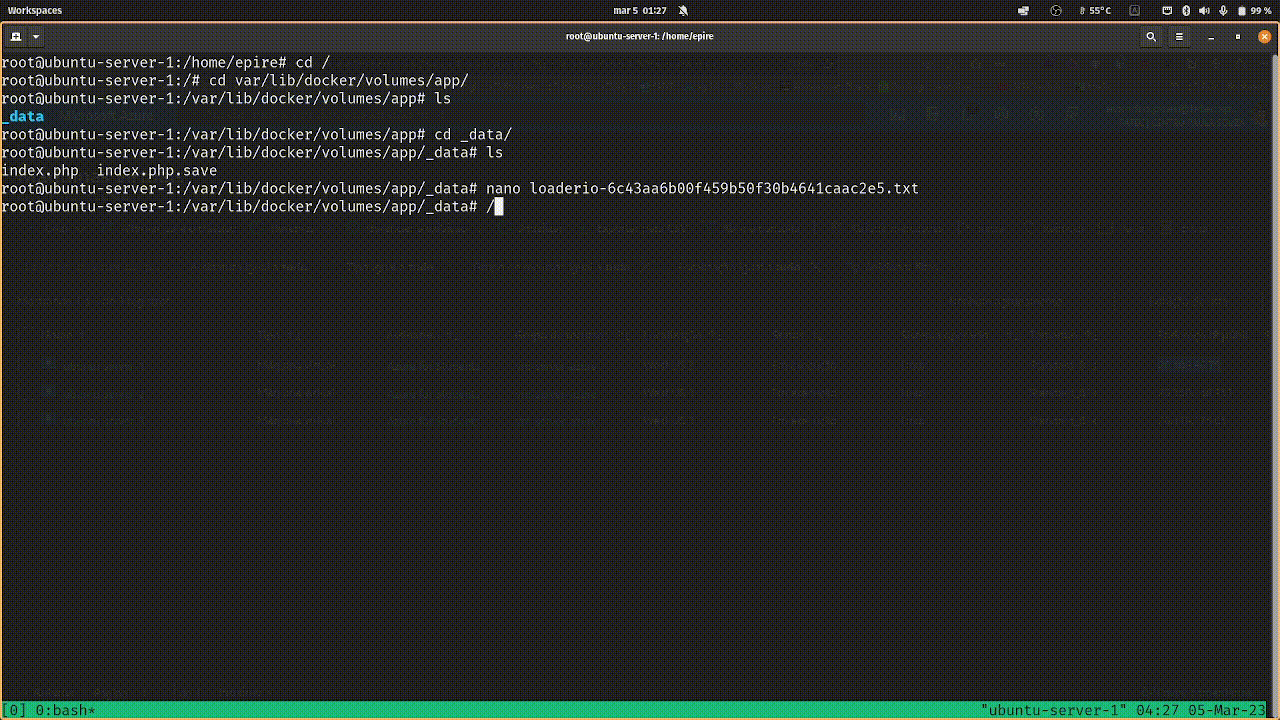 Workspaces
mar 5 01:27
55°C
99 %
root@ubuntu-server-1: /home/epire
root@ubuntu-server-1:/home/epire# cd /
root@ubuntu-server-1:/# cd var/lib/docker/volumes/app/
root@ubuntu-server-1:/var/lib/docker/volumes/app# ls
_data
root@ubuntu-server-1:/var/lib/docker/volumes/app# cd _data/
root@ubuntu-server-1:/var/lib/docker/volumes/app/_data# ls
index.php  index.php.save
root@ubuntu-server-1:/var/lib/docker/volumes/app/_data# nano loaderio-6c43aa6b00f459b50f30b4641caac2e5.txt
root@ubuntu-server-1:/var/lib/docker/volumes/app/_data# /
[0] 0:bash* "ubuntu-server-1" 04:27 05-Mar-23